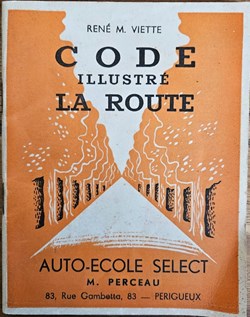 RENÉ M. VIETTE
CODE
ILLUSTRÉ
LA ROUTE
AUTO-ECOLE SELECT
M. PERCEAU
83, Rue Gambetta, 83 — PERIGUEUX